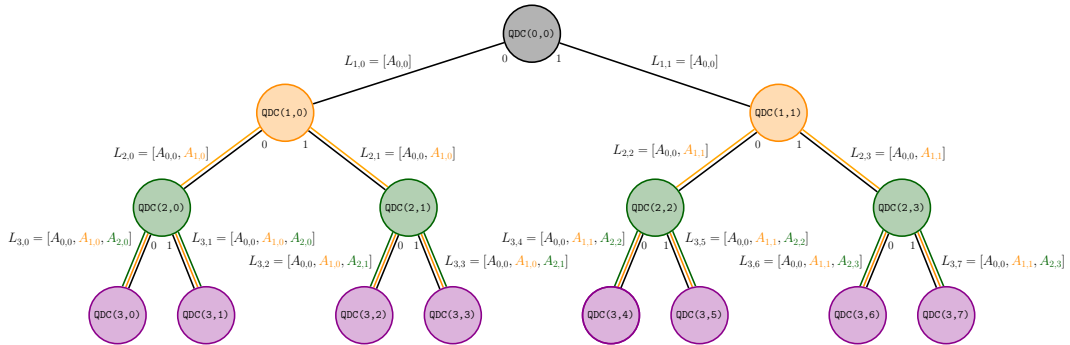 QDC(0,0)
0 1
L_{1,0} = [A_{0,0}] L_{1,1} = [A_{0,0}]
QDC(1,0) QDC(1,1)
0 1 0 1
L_{2,0} = [A_{0,0}, A_{1,0}] L_{2,1} = [A_{0,0}, A_{1,0}] L_{2,2} = [A_{0,0}, A_{1,1}] L_{2,3} = [A_{0,0}, A_{1,1}]
QDC(2,0) QDC(2,1) QDC(2,2) QDC(2,3)
0 1 0 1 0 1 0 1
L_{3,0} = [A_{0,0}, A_{1,0}, A_{2,0}] L_{3,1} = [A_{0,0}, A_{1,0}, A_{2,0}] L_{3,4} = [A_{0,0}, A_{1,1}, A_{2,2}] L_{3,5} = [A_{0,0}, A_{1,1}, A_{2,2}]
L_{3,2} = [A_{0,0}, A_{1,0}, A_{2,1}] L_{3,3} = [A_{0,0}, A_{1,0}, A_{2,1}] L_{3,6} = [A_{0,0}, A_{1,1}, A_{2,3}] L_{3,7} = [A_{0,0}, A_{1,1}, A_{2,3}]
QDC(3,0) QDC(3,1) QDC(3,2) QDC(3,3) QDC(3,4) QDC(3,5) QDC(3,6) QDC(3,7)